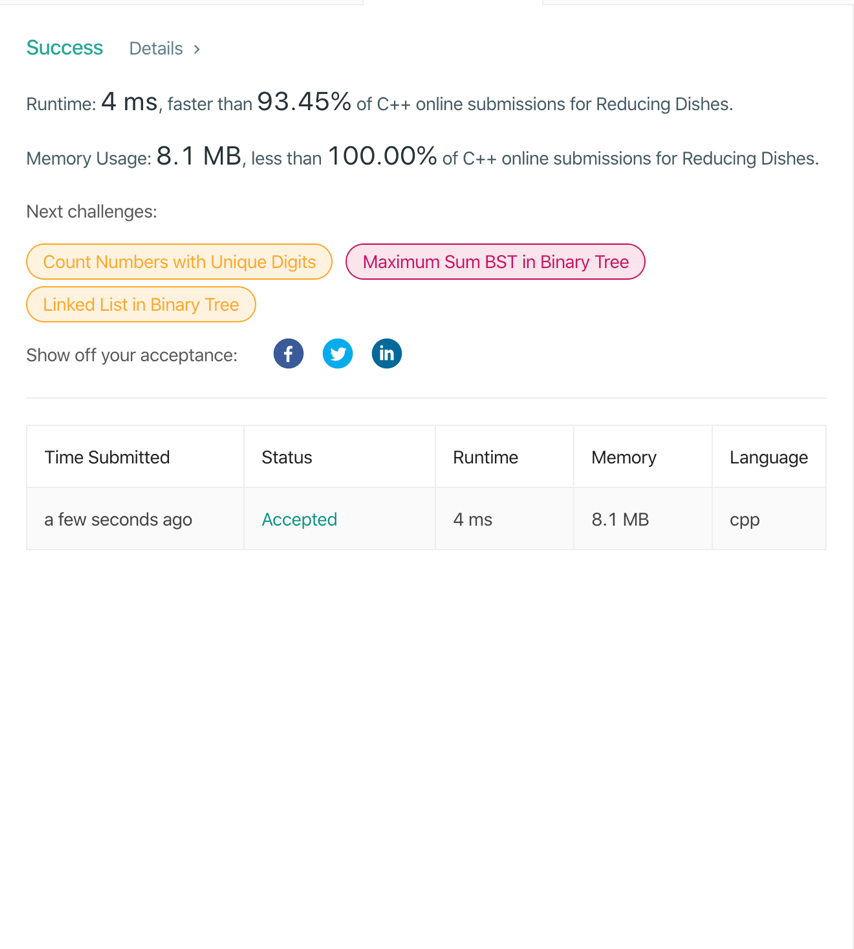 Success Details >
Runtime: 4 ms, faster than 93.45% of C++ online submissions for Reducing Dishes.
Memory Usage: 8.1 MB, less than 100.00% of C++ online submissions for Reducing Dishes.
Next challenges:
Count Numbers with Unique Digits Maximum Sum BST in Binary Tree
Linked List in Binary Tree
Show off your acceptance: f in
Time Submitted Status Runtime Memory Language
a few seconds ago Accepted 4 ms 8.1 MB cpp